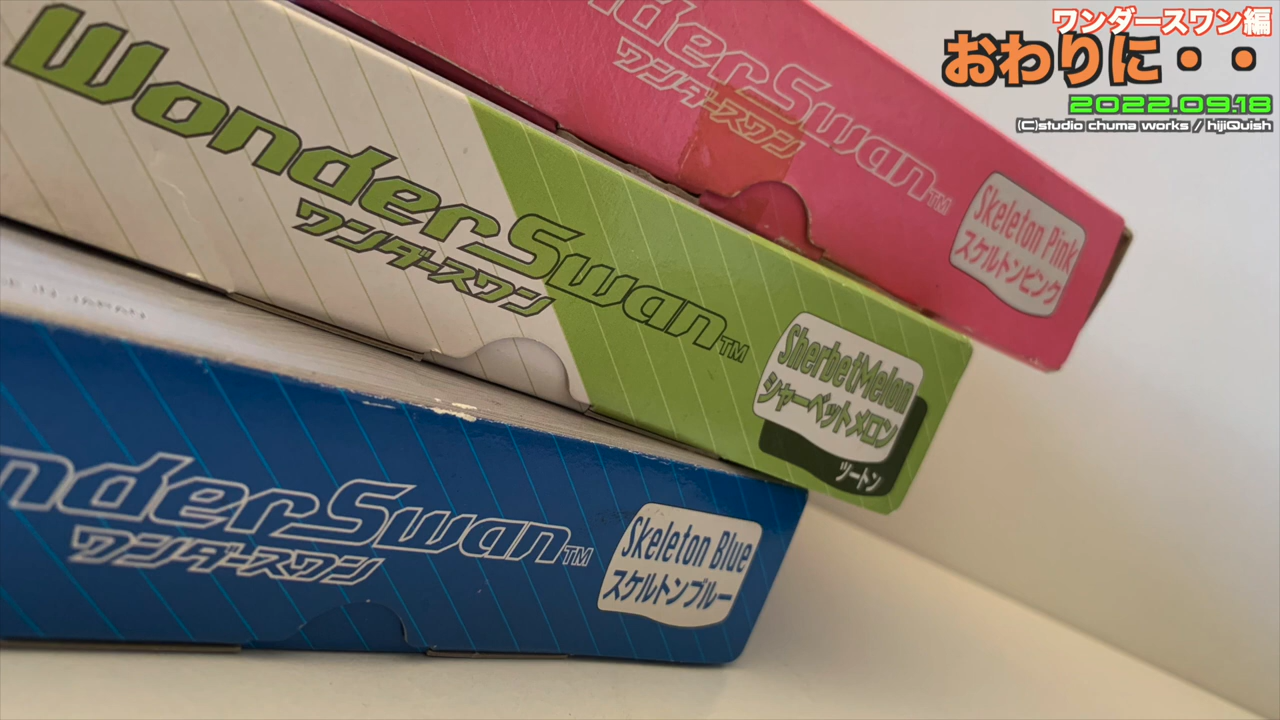 ワンダースワン編
おわりに・・
2022.09.18
(C)studio chuma works / hijiQuish
nderSwan™
ワンダースワン
Skeleton Pink
スケルトンピンク
WonderSwan™
ワンダースワン
SherbetMelon
シャーベットメロン
ツートン
nderSwan™
ワンダースワン
Skeleton Blue
スケルトンブルー